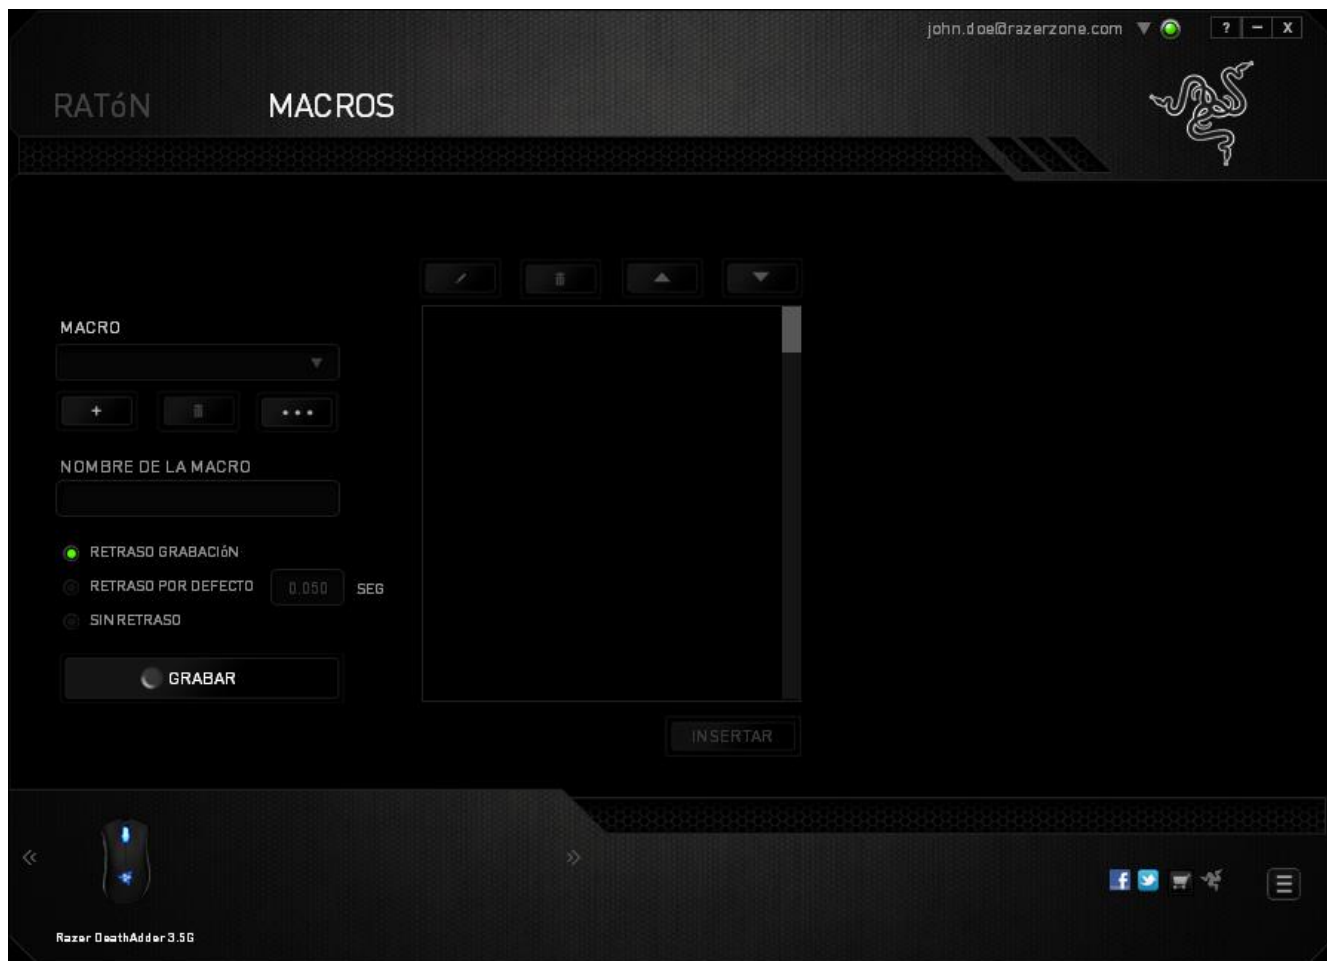 john.doe@razerzone.com
? – X
RATóN MACROS
MACRO
+
...
NOMBRE DE LA MACRO
RETRASO GRABACIóN
RETRASO POR DEFECTO 0.050 SEG
SIN RETRASO
GRABAR
INSERTAR
Razer DeathAdder 3.5G